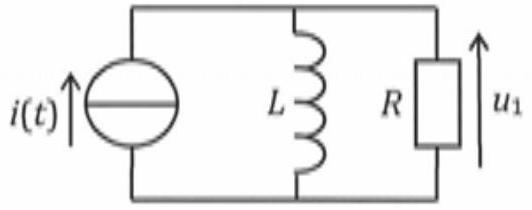 i(t) L R u₁